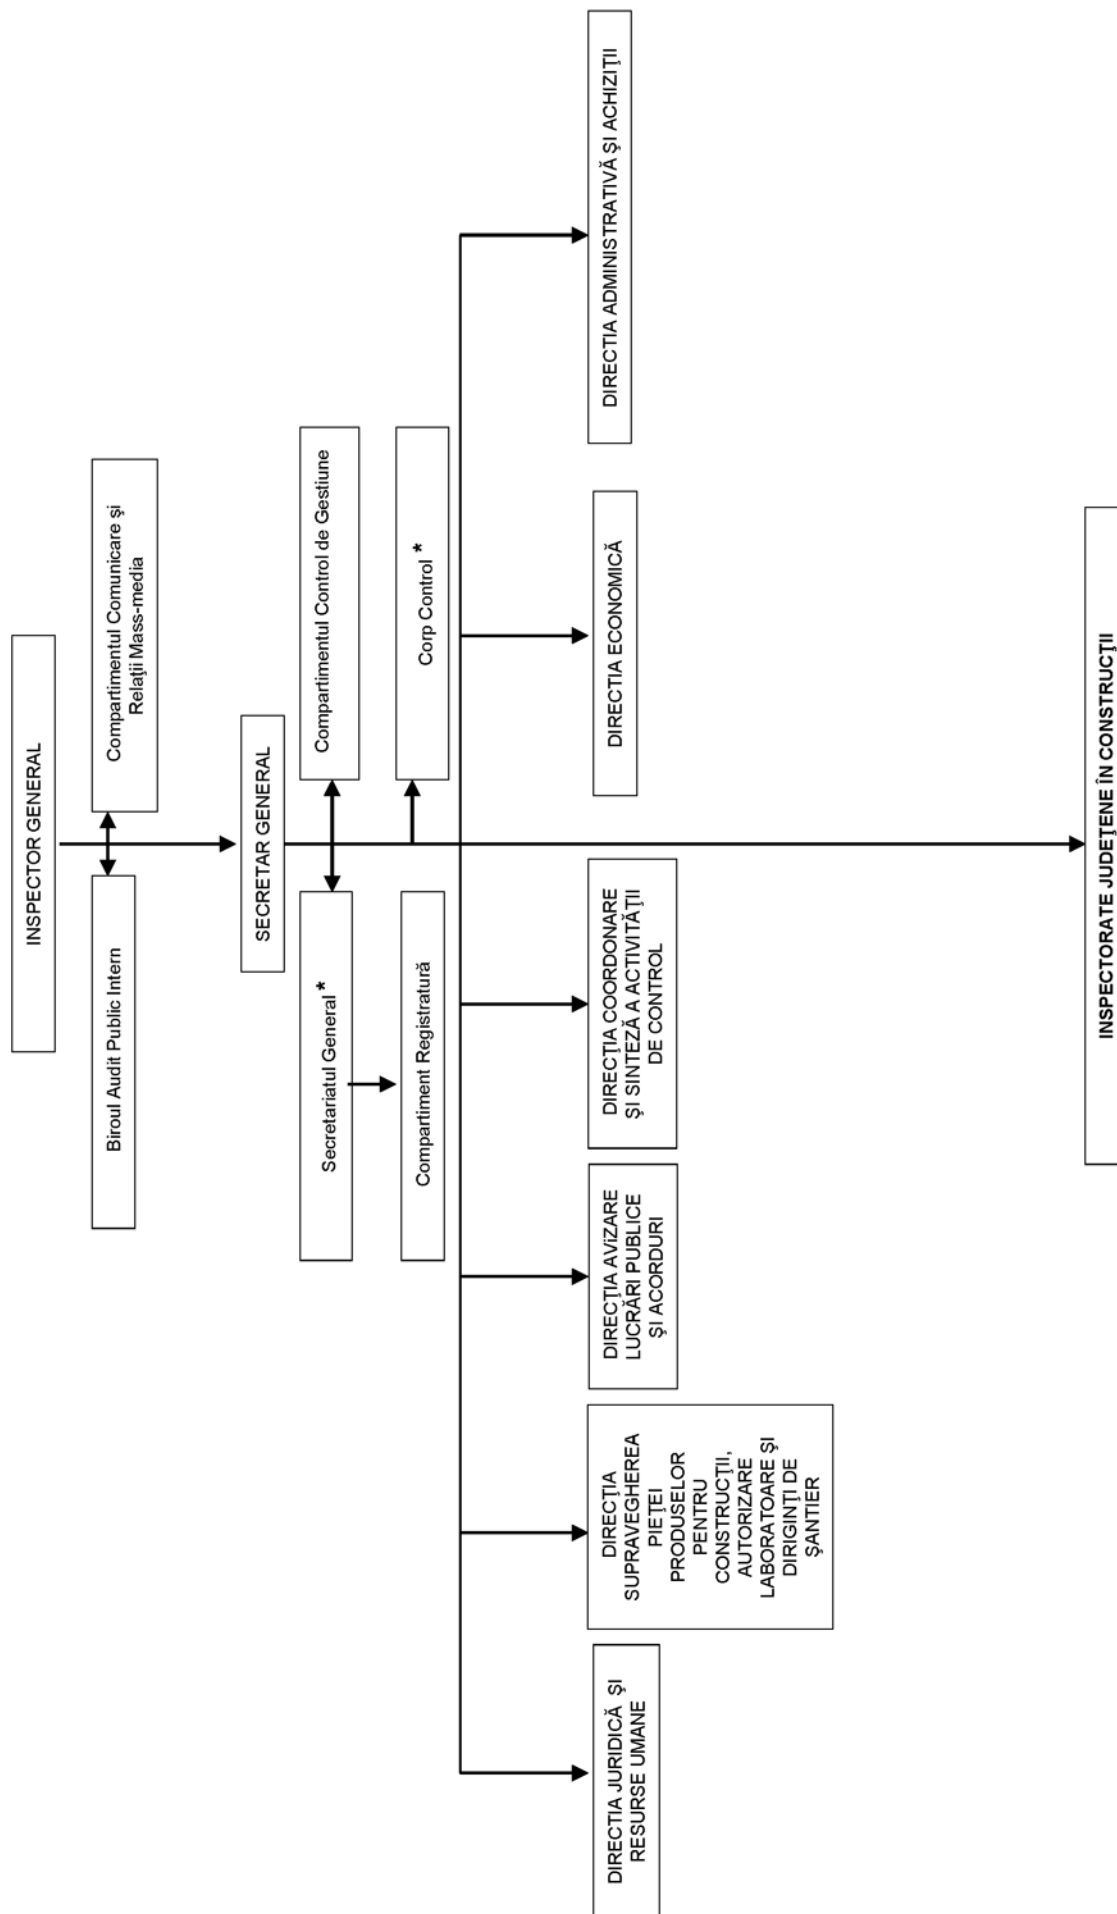 INSPECTOR GENERAL
Biroul Audit Public Intern
Compartimentul Comunicare şi
Relaţii Mass-media
SECRETAR GENERAL
Secretariatul General *
Compartimentul Control de Gestiune
Compartiment Registratură
Corp Control *
DIRECTIA JURIDICĂ ŞI
RESURSE UMANE
DIRECŢIA
SUPRAVEGHEREA
PIEŢEI
PRODUSELOR
PENTRU
CONSTRUCŢII,
AUTORIZARE
LABORATOARE ŞI
DIRIGINŢI DE
ŞANTIER
DIRECŢIA AViZARE
LUCRĂRI PUBLICE
ŞI ACORDURI
DIRECŢIA COORDONARE
ŞI SINTEZĂ A ACTIVITĂŢII
DE CONTROL
DIRECTIA ECONOMICĂ
DIRECTIA ADMINISTRATIVĂ ŞI ACHIZIŢII
INSPECTORATE JUDEŢENE ÎN CONSTRUCŢII